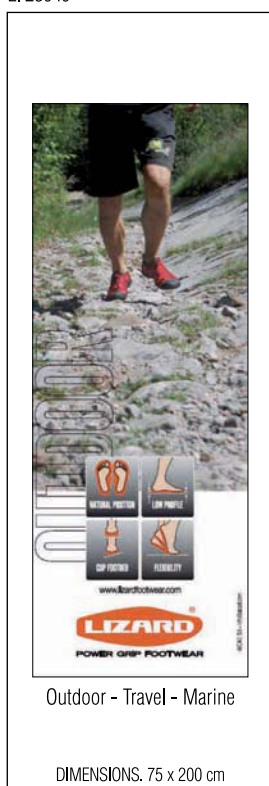 OUTDOOR
NATURAL POSITION
LOW PROFILE
CUP FOOTBED
FLEXIBILITY
www.lizardfootwear.com
LIZARD®
POWER GRIP FOOTWEAR
Outdoor - Travel - Marine
DIMENSIONS. 75 x 200 cm